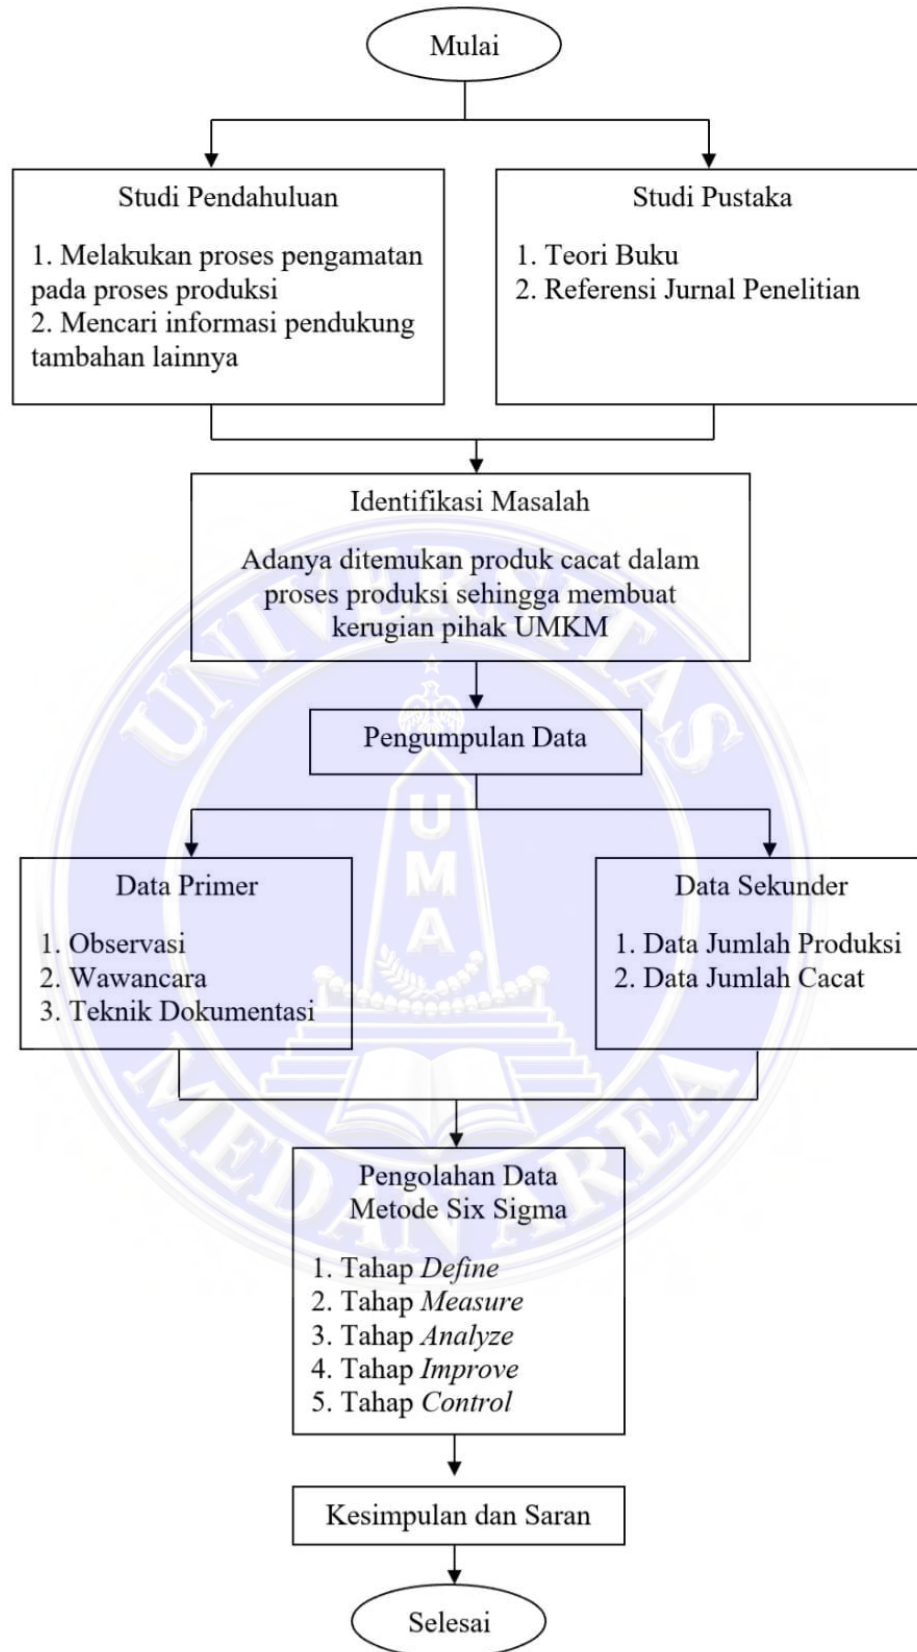 Mulai
Studi Pendahuluan
1. Melakukan proses pengamatan
pada proses produksi
2. Mencari informasi pendukung
tambahan lainnya
Studi Pustaka
1. Teori Buku
2. Referensi Jurnal Penelitian
Identifikasi Masalah
Adanya ditemukan produk cacat dalam
proses produksi sehingga membuat
kerugian pihak UMKM
Pengumpulan Data
Data Primer
1. Observasi
2. Wawancara
3. Teknik Dokumentasi
Data Sekunder
1. Data Jumlah Produksi
2. Data Jumlah Cacat
Pengolahan Data
Metode Six Sigma
1. Tahap Define
2. Tahap Measure
3. Tahap Analyze
4. Tahap Improve
5. Tahap Control
Kesimpulan dan Saran
Selesai
UNIVERSITAS
UMA
MEDAN AREA